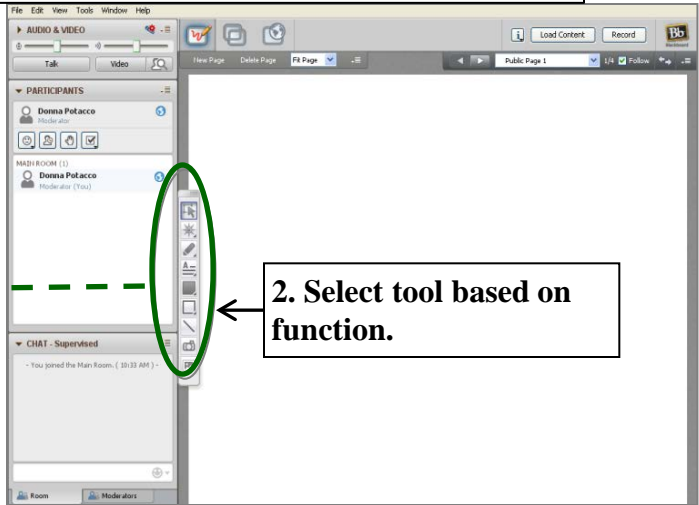 File Edit View Tools Window Help
AUDIO & VIDEO
Talk Video
New Page Delete Page Fit Page
Load Content Record Bb
Public Page 1 1/4 Follow
PARTICIPANTS
Donna Potacco
Moderator
MAIN ROOM (1)
Donna Potacco
Moderator (You)
A
2. Select tool based on
function.
CHAT - Supervised
- You joined the Main Room. ( 10:33 AM ) -
Room Moderators